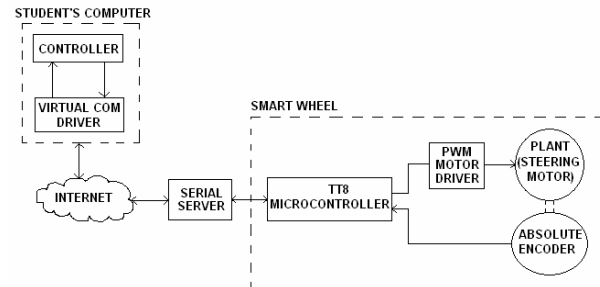 STUDENT'S COMPUTER
CONTROLLER
VIRTUAL COM
DRIVER
INTERNET
SERIAL
SERVER
SMART WHEEL
TT8
MICROCONTROLLER
PWM
MOTOR
DRIVER
PLANT
(STEERING
MOTOR)
ABSOLUTE
ENCODER